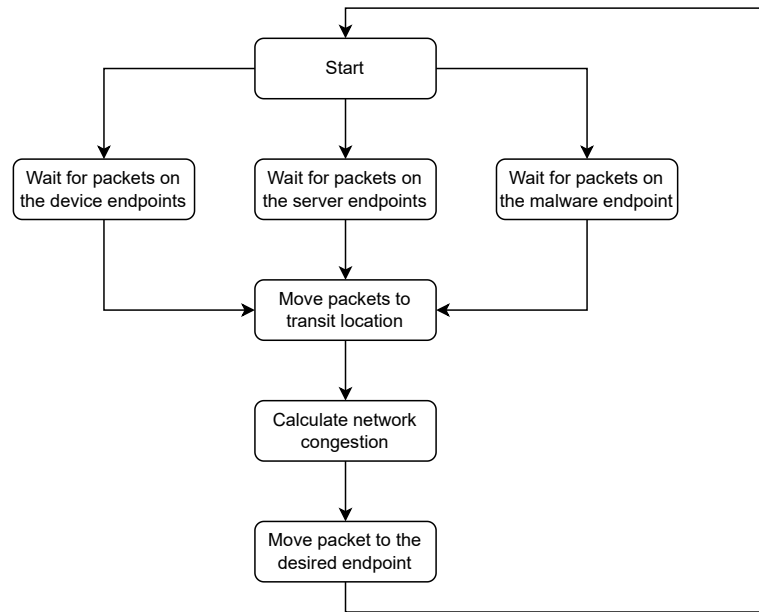 Start
Wait for packets on
the device endpoints
Wait for packets on
the server endpoints
Wait for packets on
the malware endpoint
Move packets to
transit location
Calculate network
congestion
Move packet to the
desired endpoint